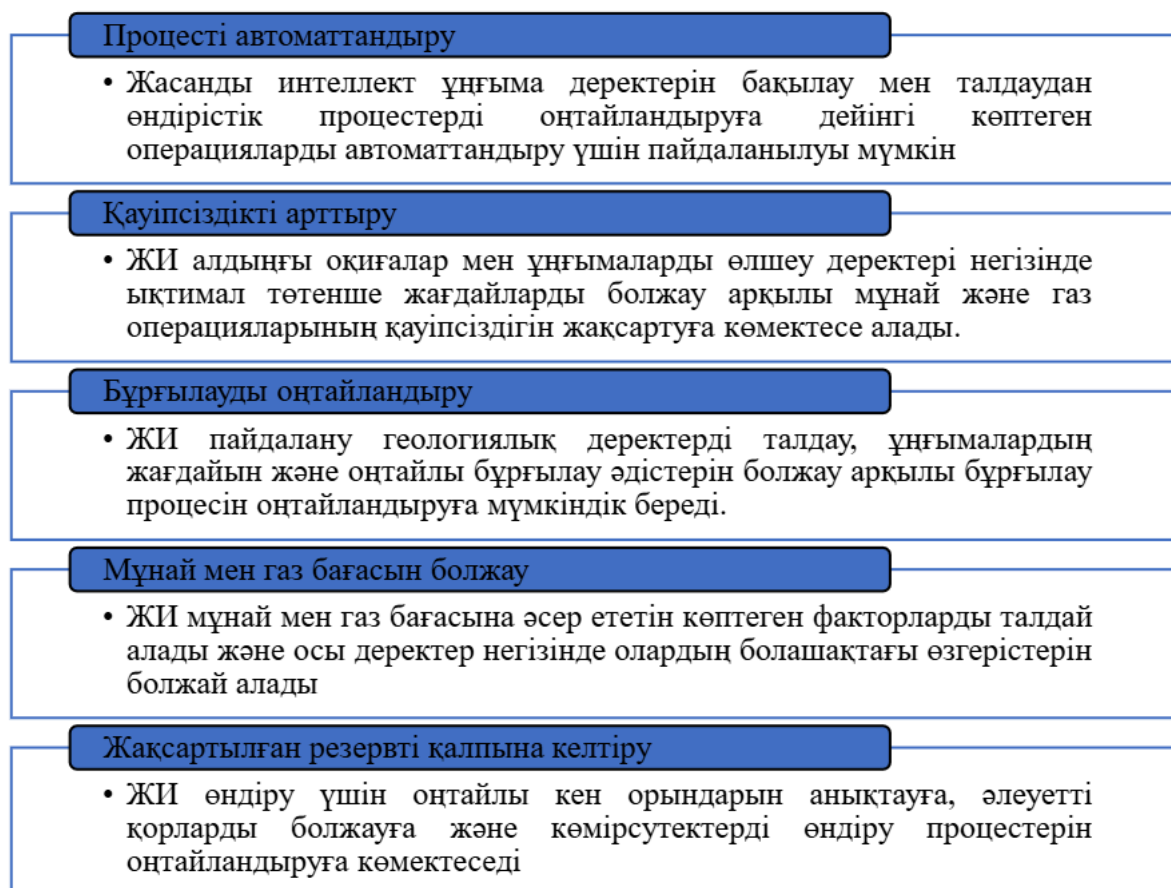 Процесті автоматтандыру
• Жасанды интеллект ұңғыма деректерін бақылау мен талдаудан
өндірістік процестерді оңтайландыруға дейінгі көптеген
операцияларды автоматтандыру үшін пайдаланылуы мүмкін
Қауіпсіздікті арттыру
• ЖИ алдыңғы оқиғалар мен ұңғымаларды өлшеу деректері негізінде
ықтимал төтенше жағдайларды болжау арқылы мұнай және газ
операцияларының қауіпсіздігін жақсартуға көмектесе алады.
Бұрғылауды оңтайландыру
• ЖИ пайдалану геологиялық деректерді талдау, ұңғымалардың
жағдайын және оңтайлы бұрғылау әдістерін болжау арқылы бұрғылау
процесін оңтайландыруға мүмкіндік береді.
Мұнай мен газ бағасын болжау
• ЖИ мұнай мен газ бағасына әсер ететін көптеген факторларды талдай
алады және осы деректер негізінде олардың болашақтағы өзгерістерін
болжай алады
Жақсартылған резервті қалпына келтіру
• ЖИ өндіру үшін оңтайлы кен орындарын анықтауға, әлеуетті
қорларды болжауға және көмірсутектерді өндіру процестерін
оңтайландыруға көмектеседі